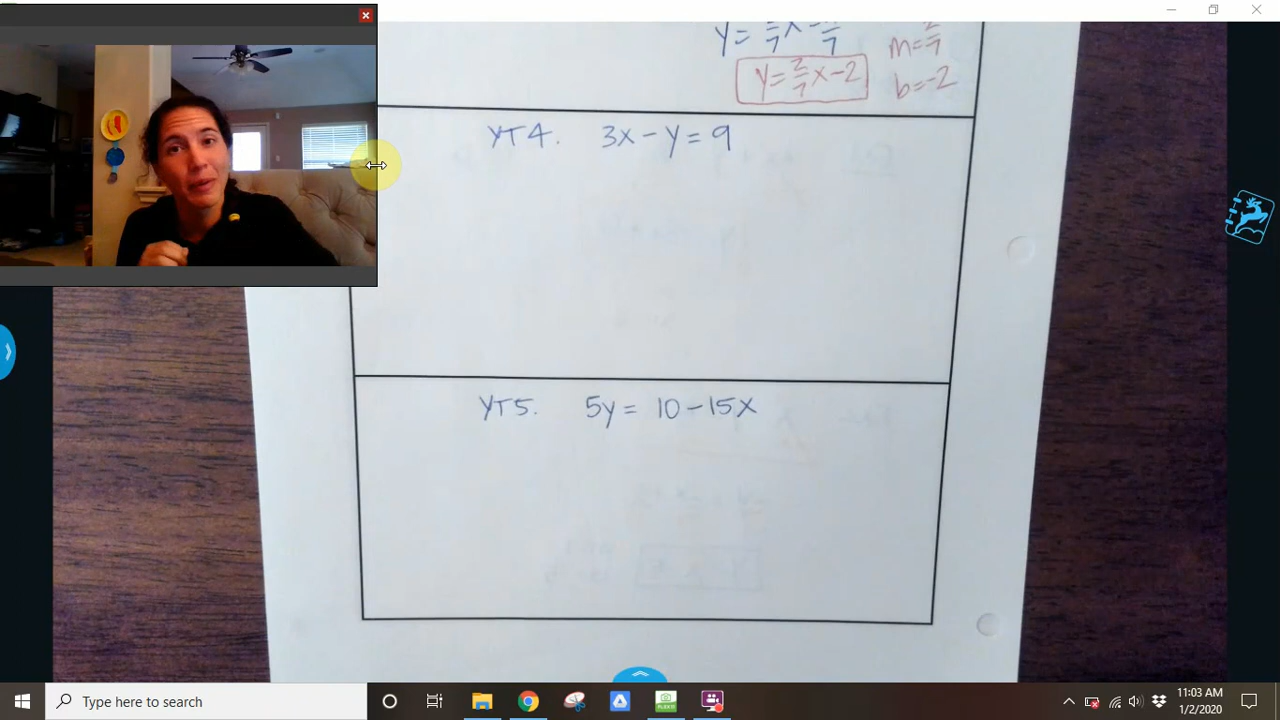 m=2/7
y=2/7x-2
b=-2
YT4. 3x-y=9
YT5. 5y= 10-15x
Type here to search
11:03 AM
1/2/2020